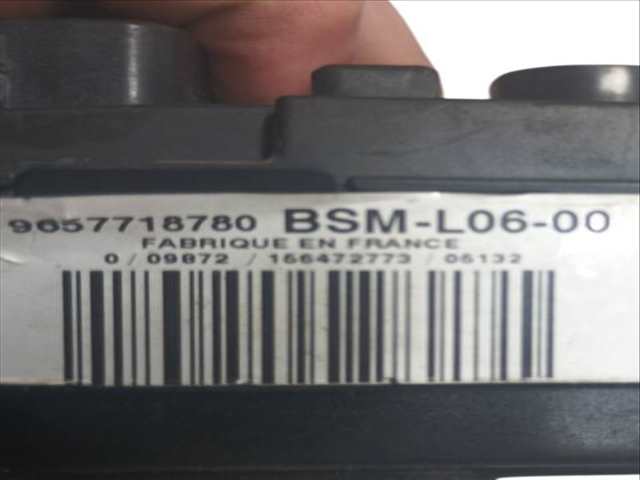 9657718780 BSM-L06-00
FABRIQUE EN FRANCE
0 / 09872 / 156472773 / 05132